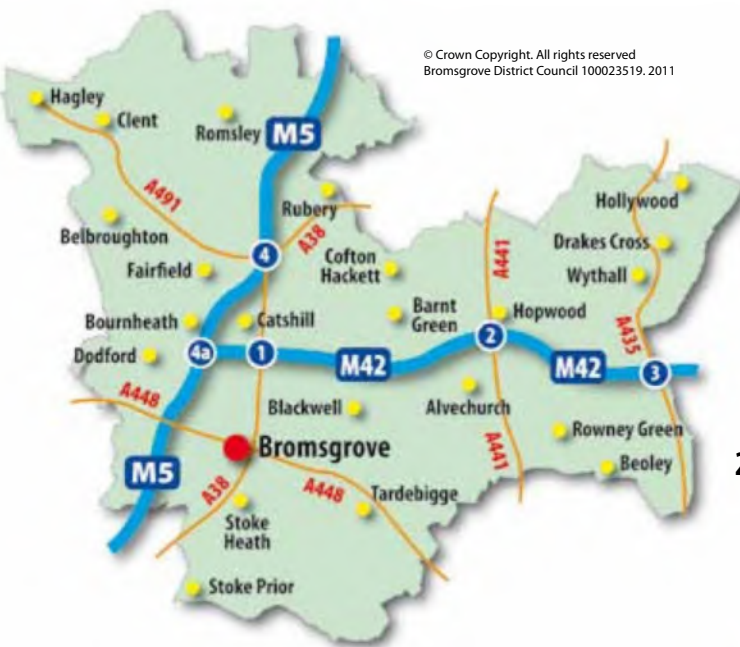 © Crown Copyright. All rights reserved
Bromsgrove District Council 100023519. 2011
Hagley
Clent
Romsley
M5
A491
Rubery
Hollywood
Belbroughton
4
A38
A441
Drakes Cross
Fairfield
Cofton
Hackett
Wythall
Bournheath
Catshill
Barnt
Green
Hopwood
A435
2
Dodford
4a
1
M42
M42
3
A448
Blackwell
Alvechurch
Bromsgrove
A441
Rowney Green
M5
A38
A448
Tardebigge
Beoley
Stoke
Heath
Stoke Prior